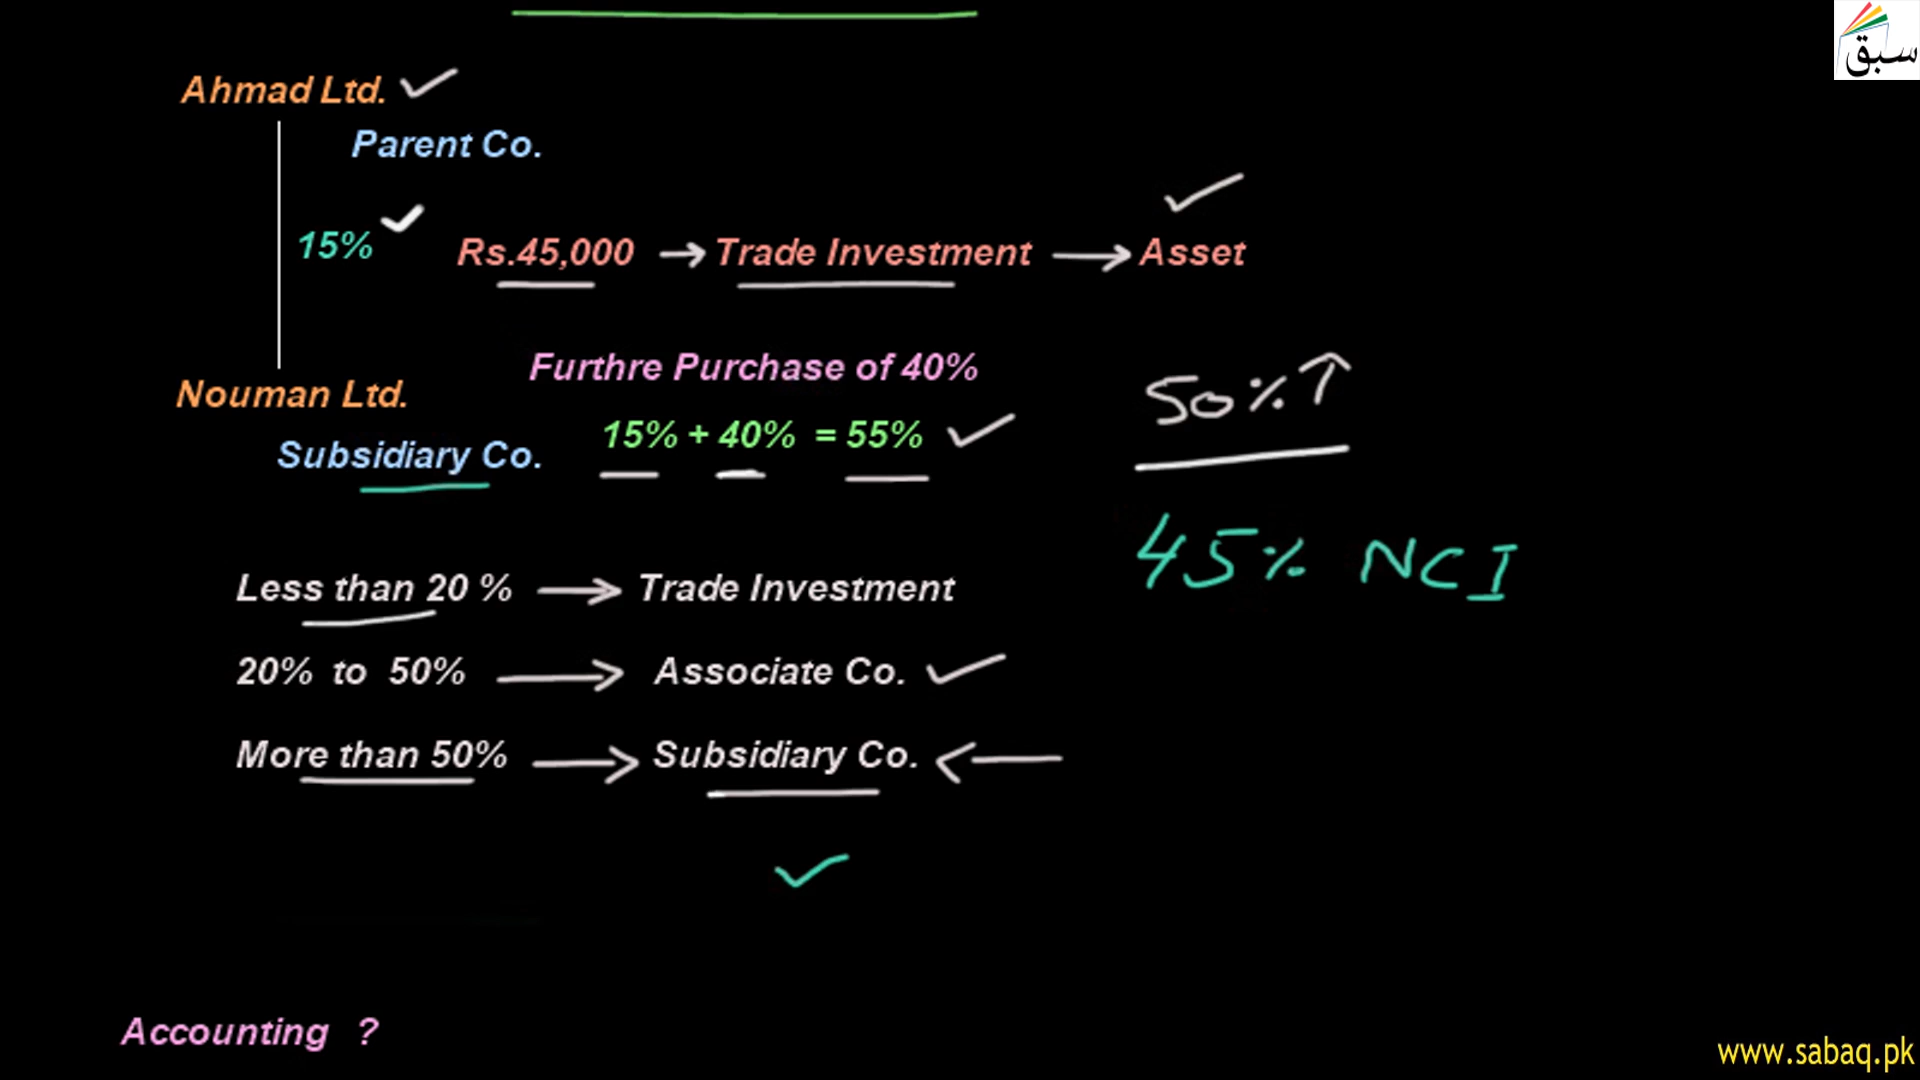 سبق
Ahmad Ltd.
Parent Co.
15% Rs.45,000 → Trade Investment → Asset
Furthre Purchase of 40%
50%↑
Nouman Ltd.
15% + 40% = 55%
Subsidiary Co.
45% NCI
Less than 20 % → Trade Investment
20% to 50% → Associate Co.
More than 50% → Subsidiary Co. ←
Accounting ?
www.sabaq.pk